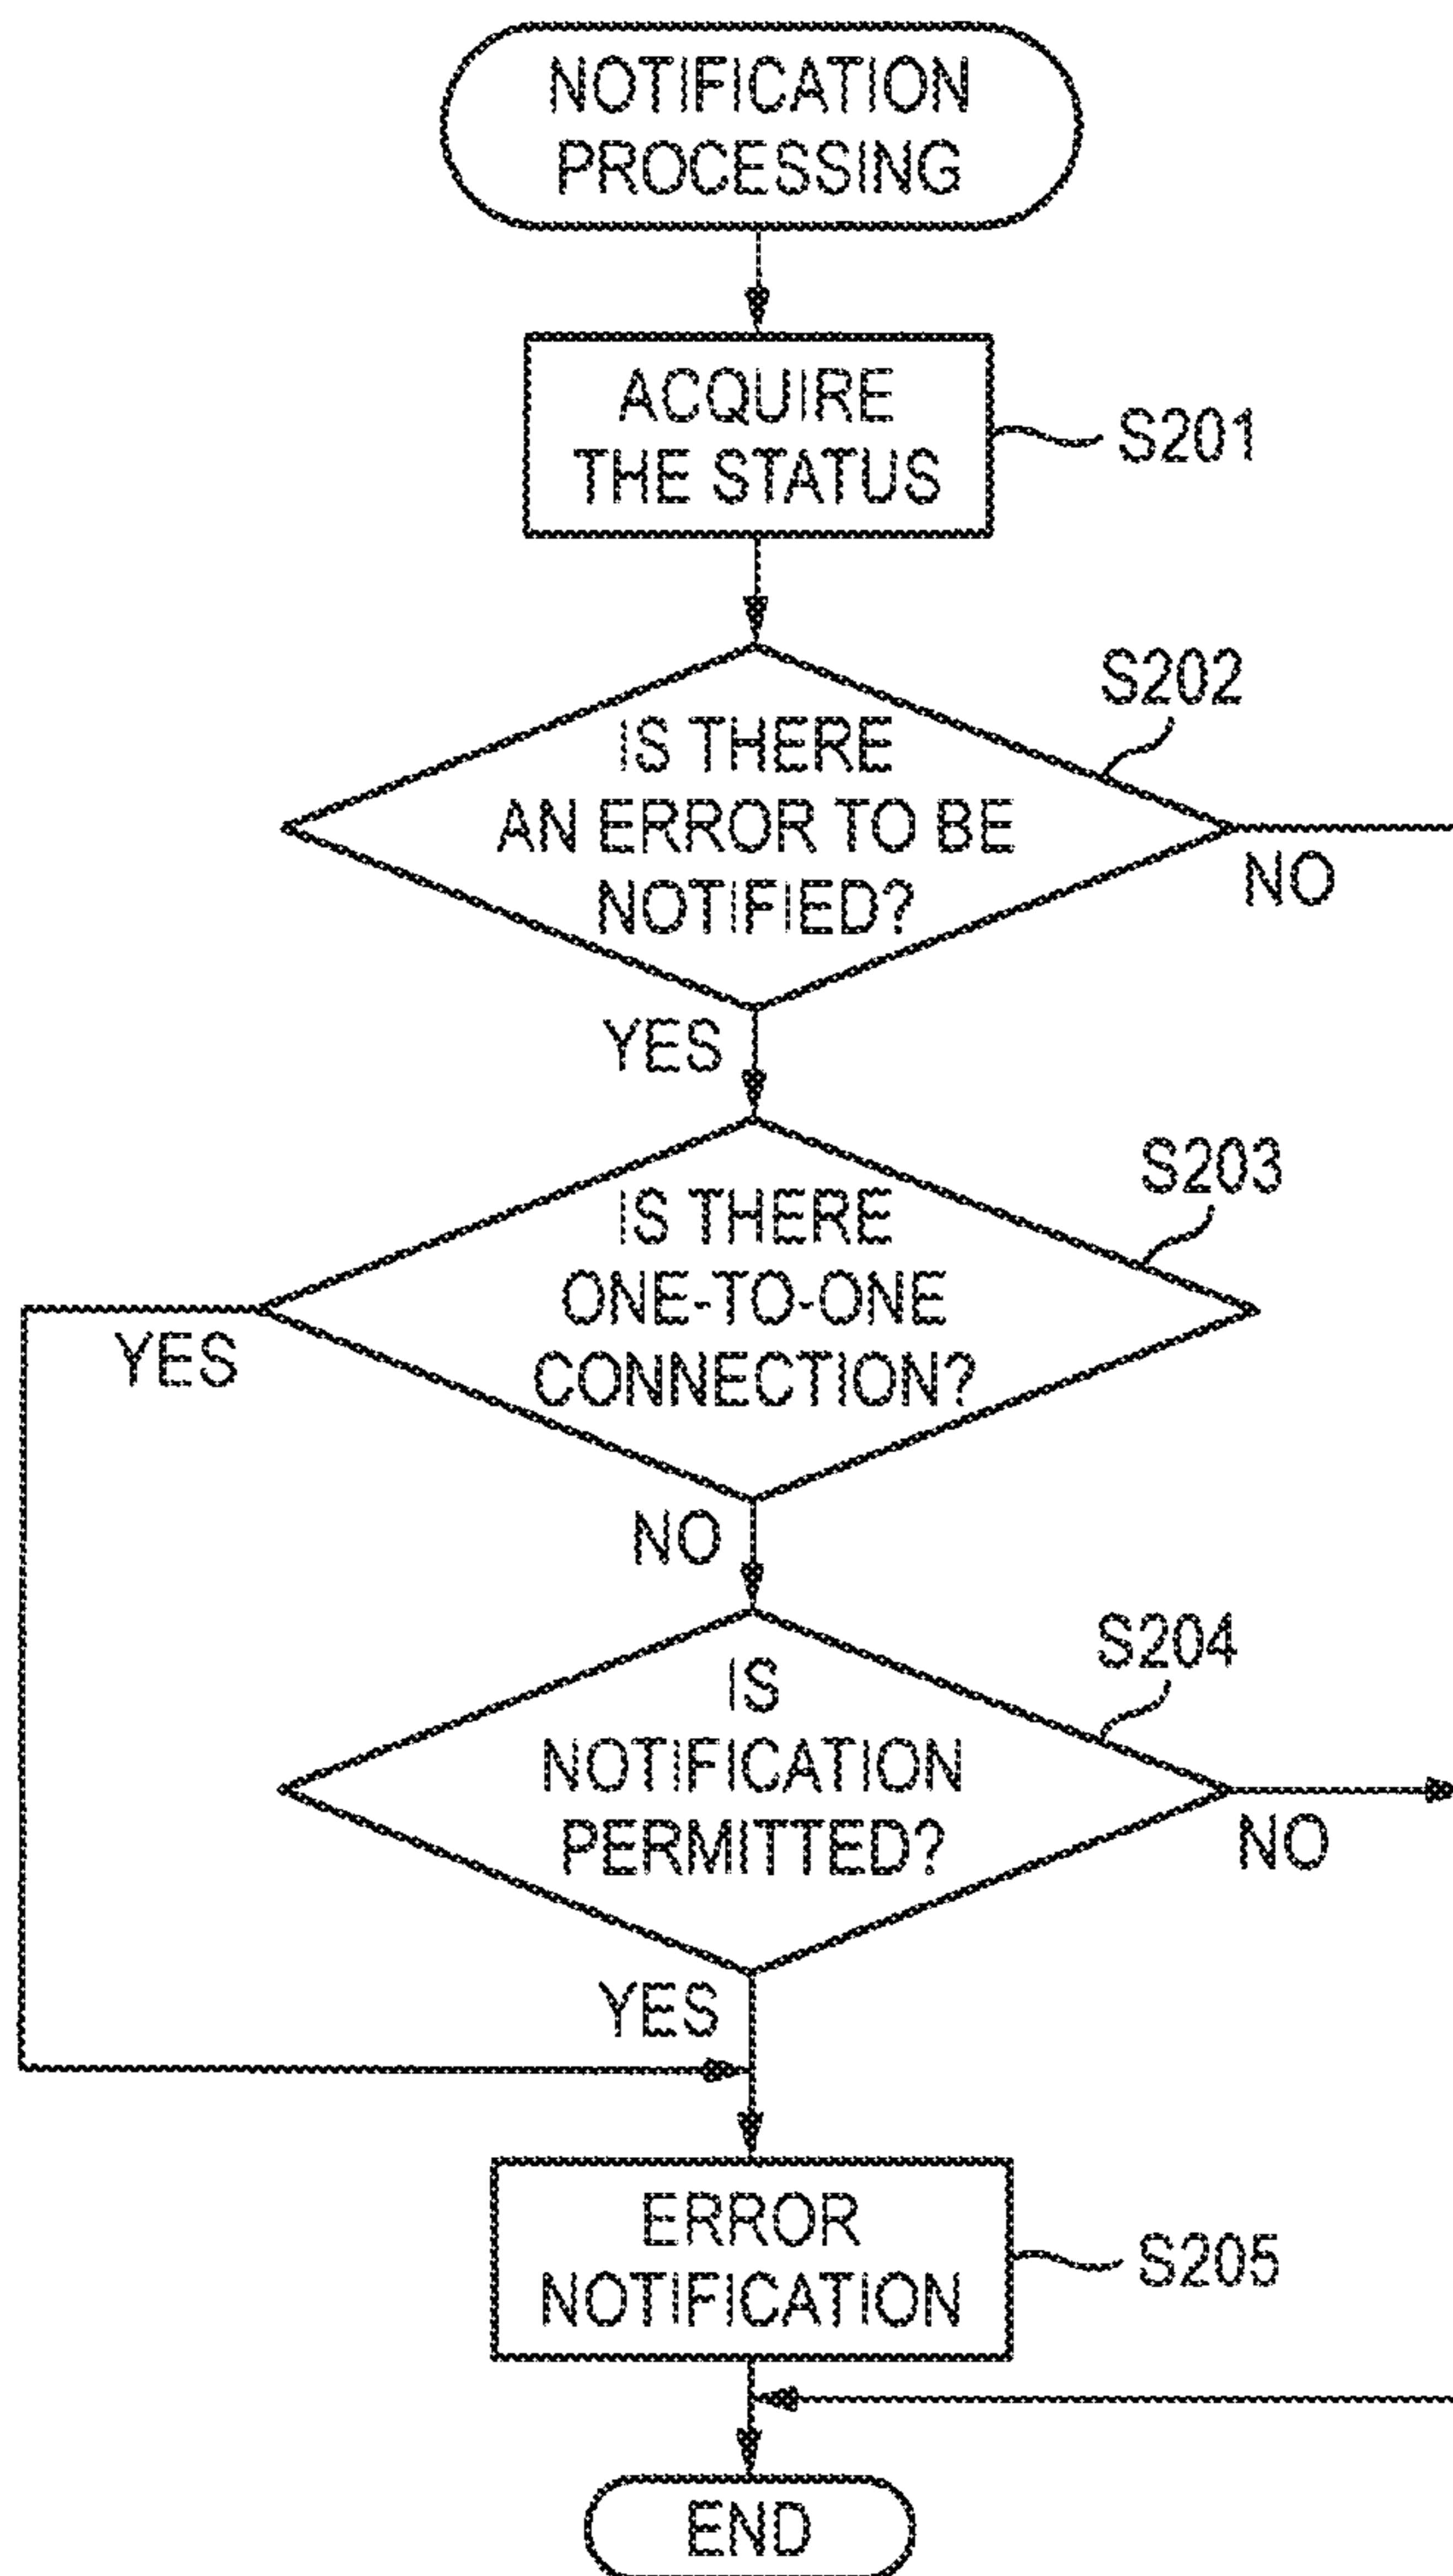 NOTIFICATION
PROCESSING
ACQUIRE
THE STATUS
S201
S202
IS THERE
AN ERROR TO BE
NOTIFIED?
NO
YES
S203
IS THERE
ONE-TO-ONE
CONNECTION?
YES
NO
S204
IS
NOTIFICATION
PERMITTED?
NO
YES
ERROR
NOTIFICATION
S205
END